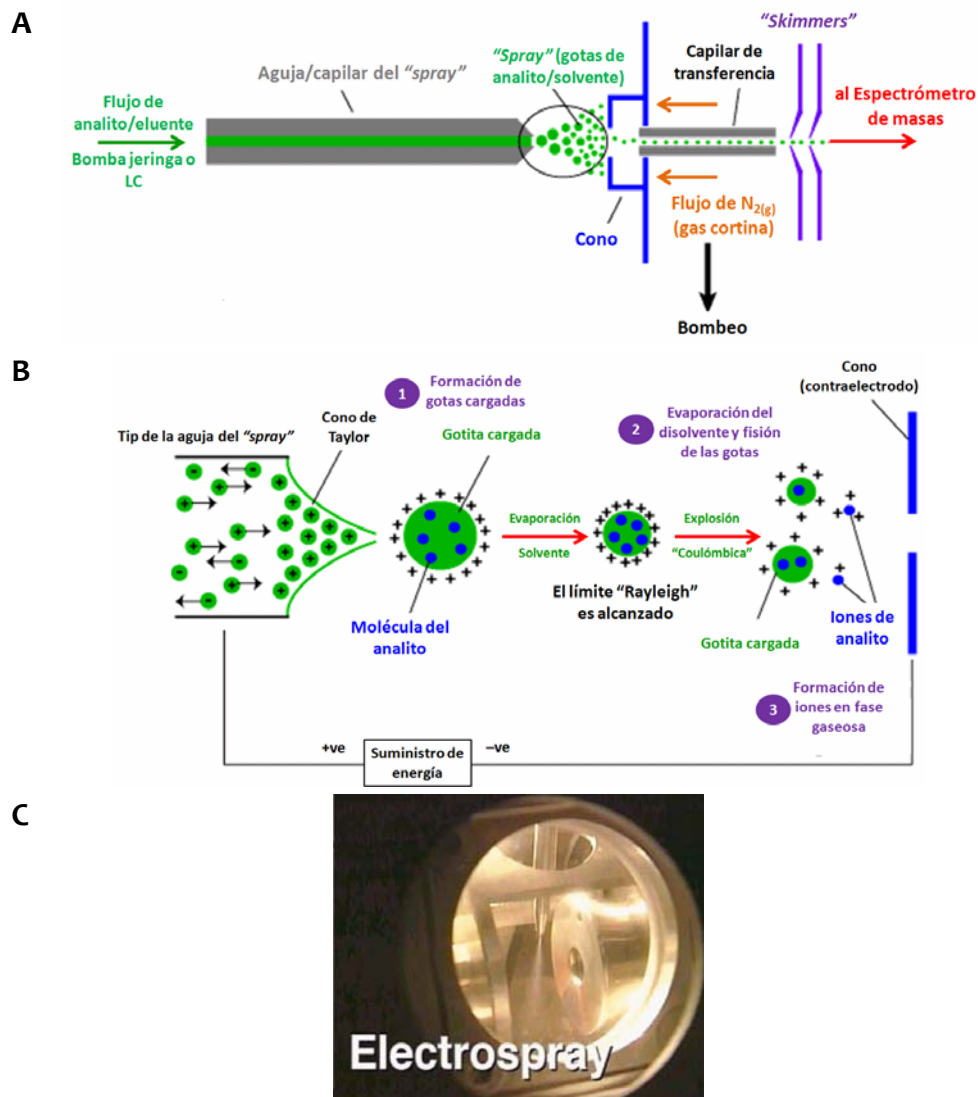 A
"Skimmers"
Aguja/capilar del "spray"
"Spray" (gotas de
analito/solvente)
Capilar de
transferencia
Flujo de
analito/eluente
Bomba jeringa o
LC
al Espectrómetro
de masas
Cono
Flujo de N2(g)
(gas cortina)
Bombeo
B
1
Formación de
gotas cargadas
Cono
(contraelectrodo)
Tip de la aguja del "spray"
Cono de
Taylor
Gotita cargada
2
Evaporación del
disolvente y fisión
de las gotas
Evaporación
Solvente
Explosión
"Coulómbica"
El límite "Rayleigh"
es alcanzado
Molécula del
analito
Gotita cargada
Iones de
analito
3
Formación de
iones en fase
gaseosa
+ve
Suministro de
energía
–ve
C
Electrospray